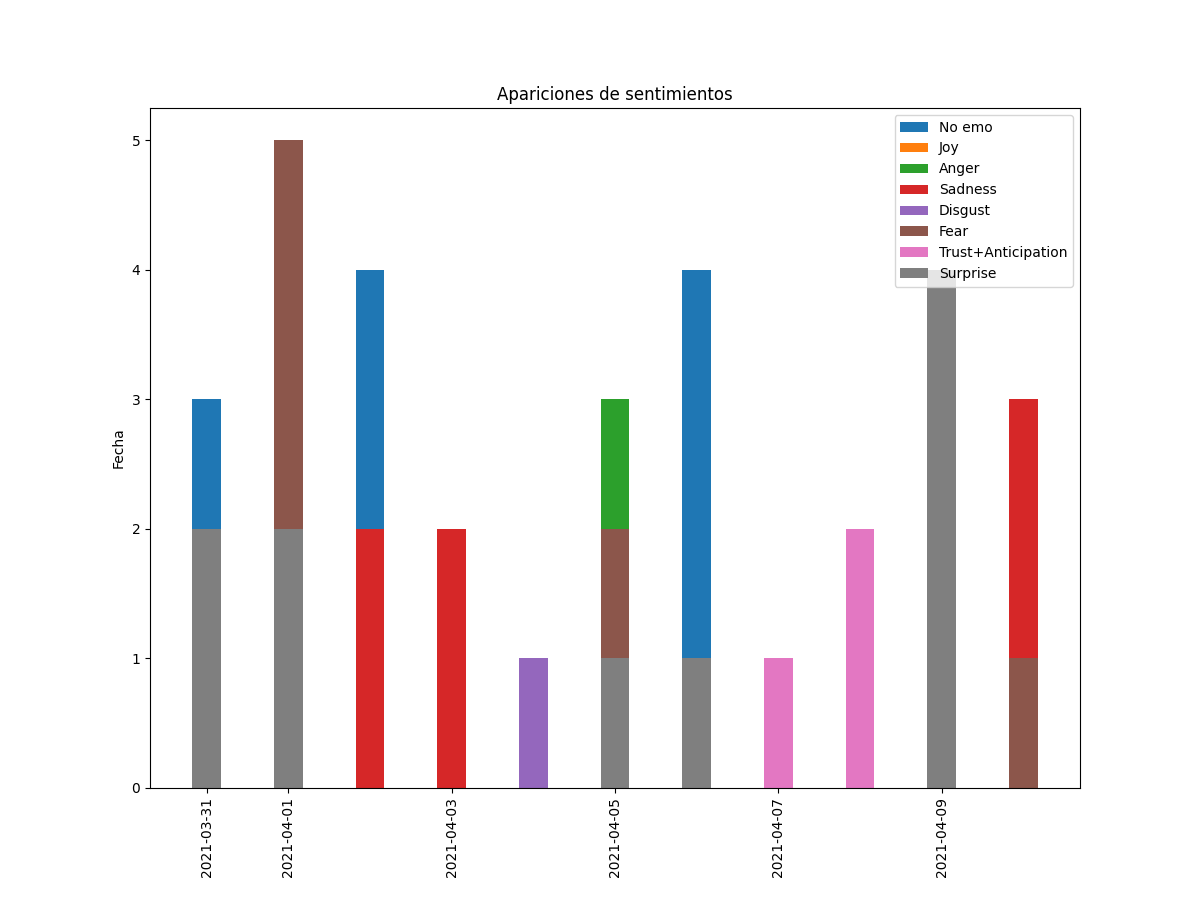 Apariciones de sentimientos
No emo
Joy
Anger
Sadness
Disgust
Fear
Trust+Anticipation
Surprise
Fecha
5
4
3
2
1
0
2021-03-31
2021-04-01
2021-04-03
2021-04-05
2021-04-07
2021-04-09